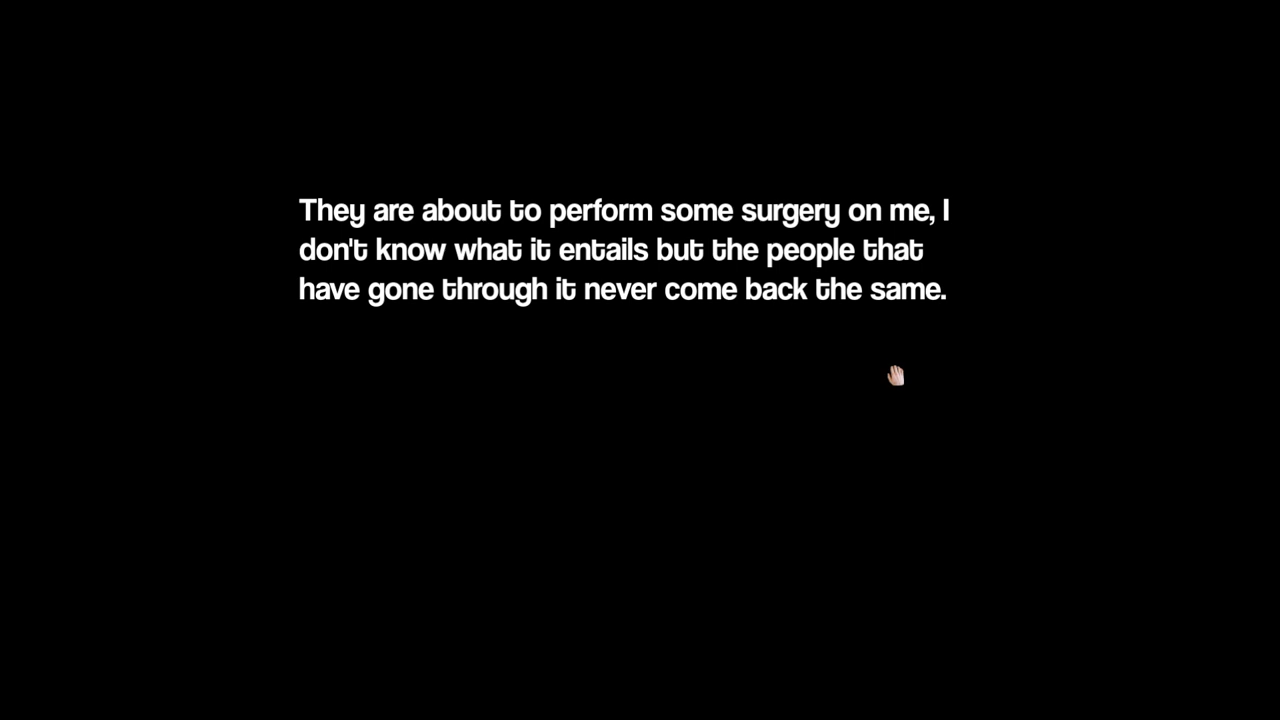 They are about to perform some surgery on me, I
don't know what it entails but the people that
have gone through it never come back the same.